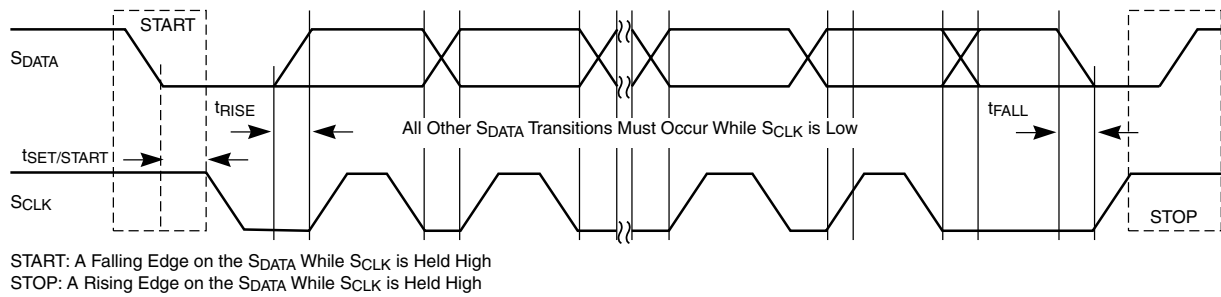 START
SDATA
tRISE
tFALL
All Other SDATA Transitions Must Occur While SCLK is Low
tSET/START
SCLK
STOP
START: A Falling Edge on the SDATA While SCLK is Held High
STOP: A Rising Edge on the SDATA While SCLK is Held High